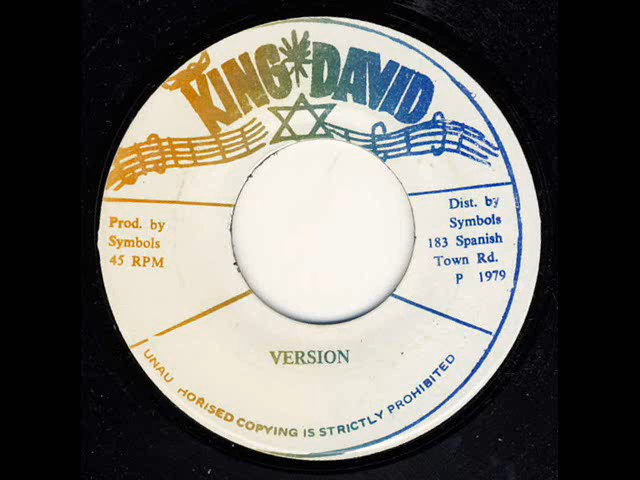 KING DAVID
Prod. by
Symbols
45 RPM
Dist. by
Symbols
183 Spanish
Town Rd.
P 1979
VERSION
UNAU HORISED COPYING IS STRICTLY PROHIBITED